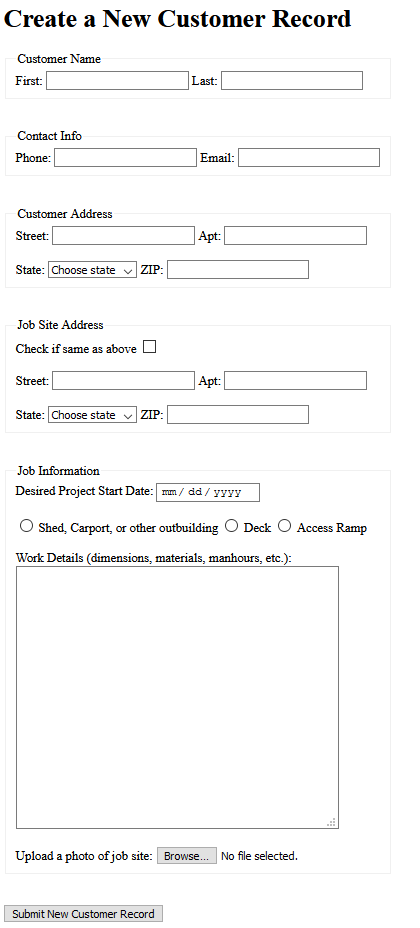 Create a New Customer Record
Customer Name
First: Last:
Contact Info
Phone: Email:
Customer Address
Street: Apt:
State: Choose state ZIP:
Job Site Address
Check if same as above
Street: Apt:
State: Choose state ZIP:
Job Information
Desired Project Start Date: mm / dd / yyyy
Shed, Carport, or other outbuilding Deck Access Ramp
Work Details (dimensions, materials, manhours, etc.):
Upload a photo of job site: Browse... No file selected.
Submit New Customer Record